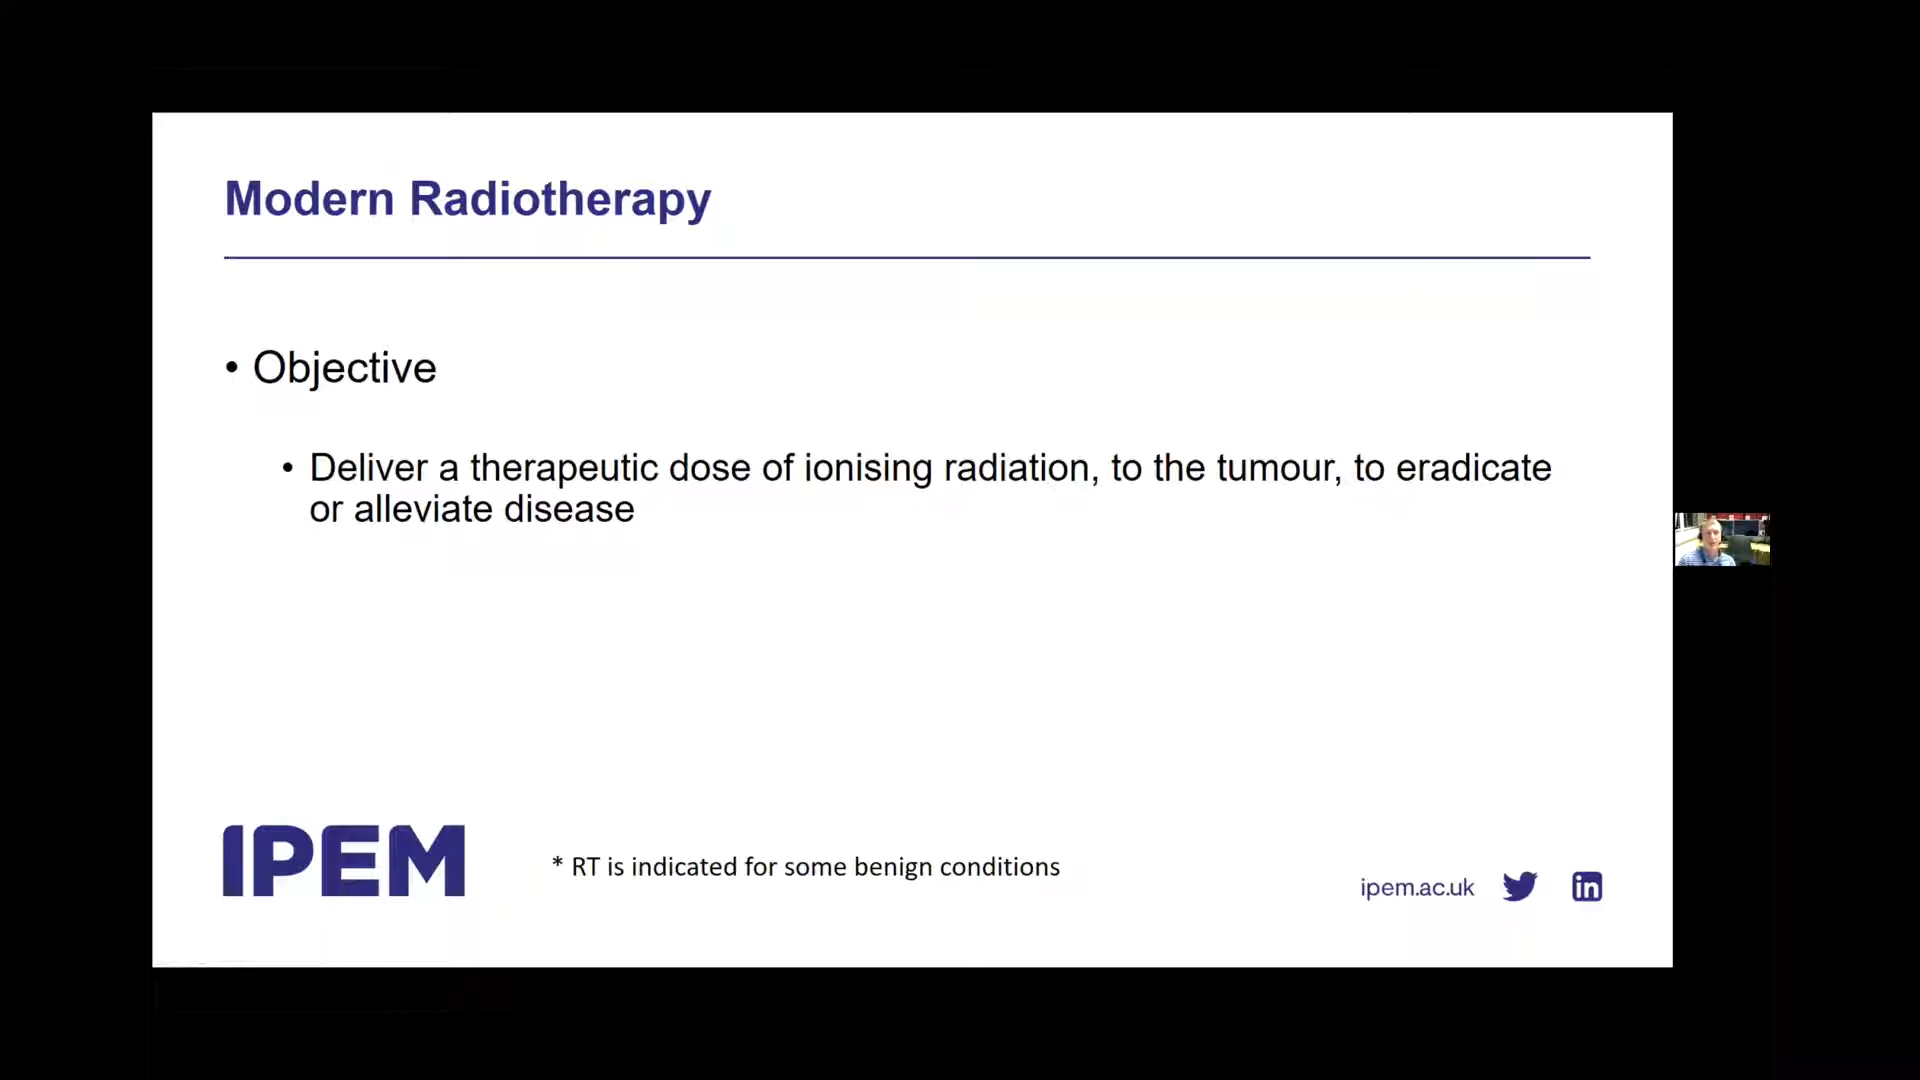 Modern Radiotherapy
• Objective
• Deliver a therapeutic dose of ionising radiation, to the tumour, to eradicate
or alleviate disease
IPEM
* RT is indicated for some benign conditions
ipem.ac.uk
in